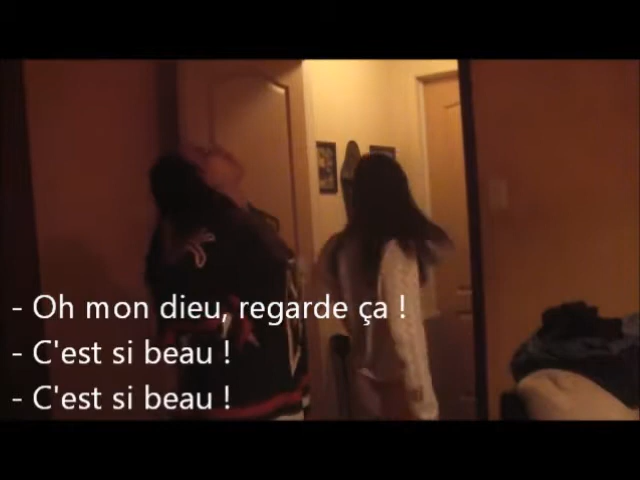 - Oh mon dieu, regarde ça !
- C'est si beau !
- C'est si beau !